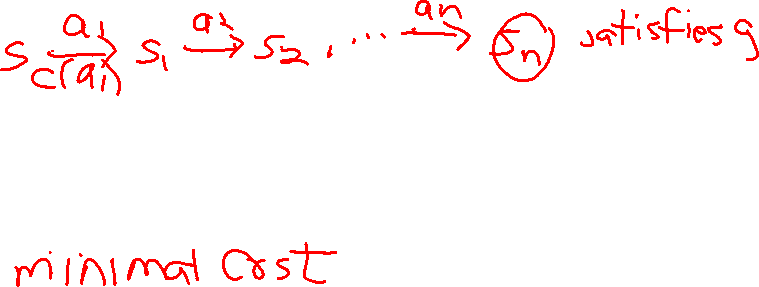 S a₁ → c(a₁) S₁ a₂ → S₂ , ... aₙ → Sₙ satisfies g
minimal cost